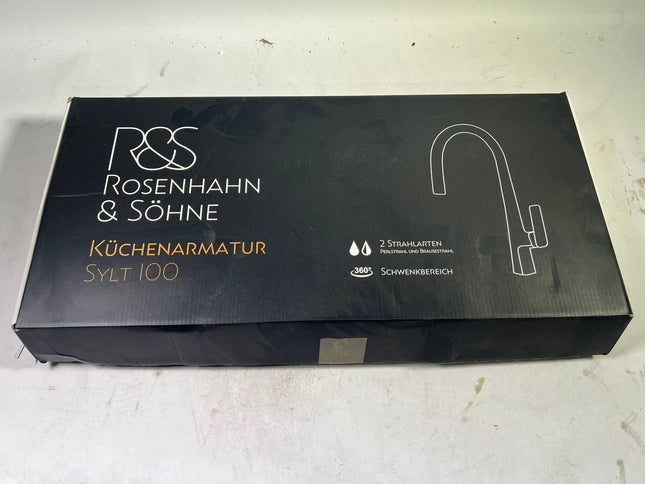 R&S
ROSENHAHN
& SÖHNE
KÜCHENARMATUR
SYLT 100
2 STRAHLARTEN
PERLSTRAHL UND BRAUSESTRAHL
360°
SCHWENKBEREICH